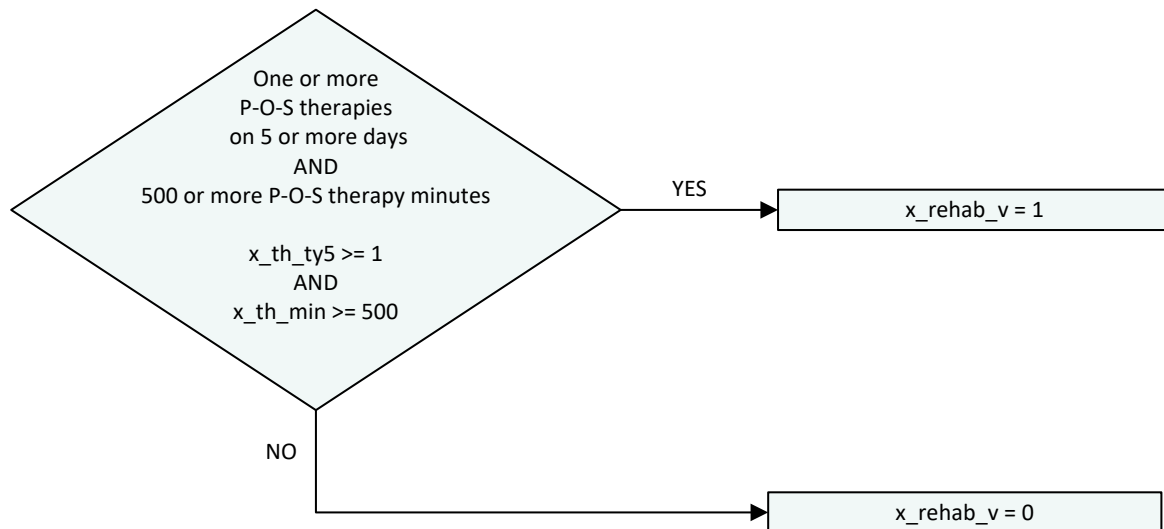 One or more
P-O-S therapies
on 5 or more days
AND
500 or more P-O-S therapy minutes
x_th_ty5 >= 1
AND
x_th_min >= 500
YES
x_rehab_v = 1
NO
x_rehab_v = 0